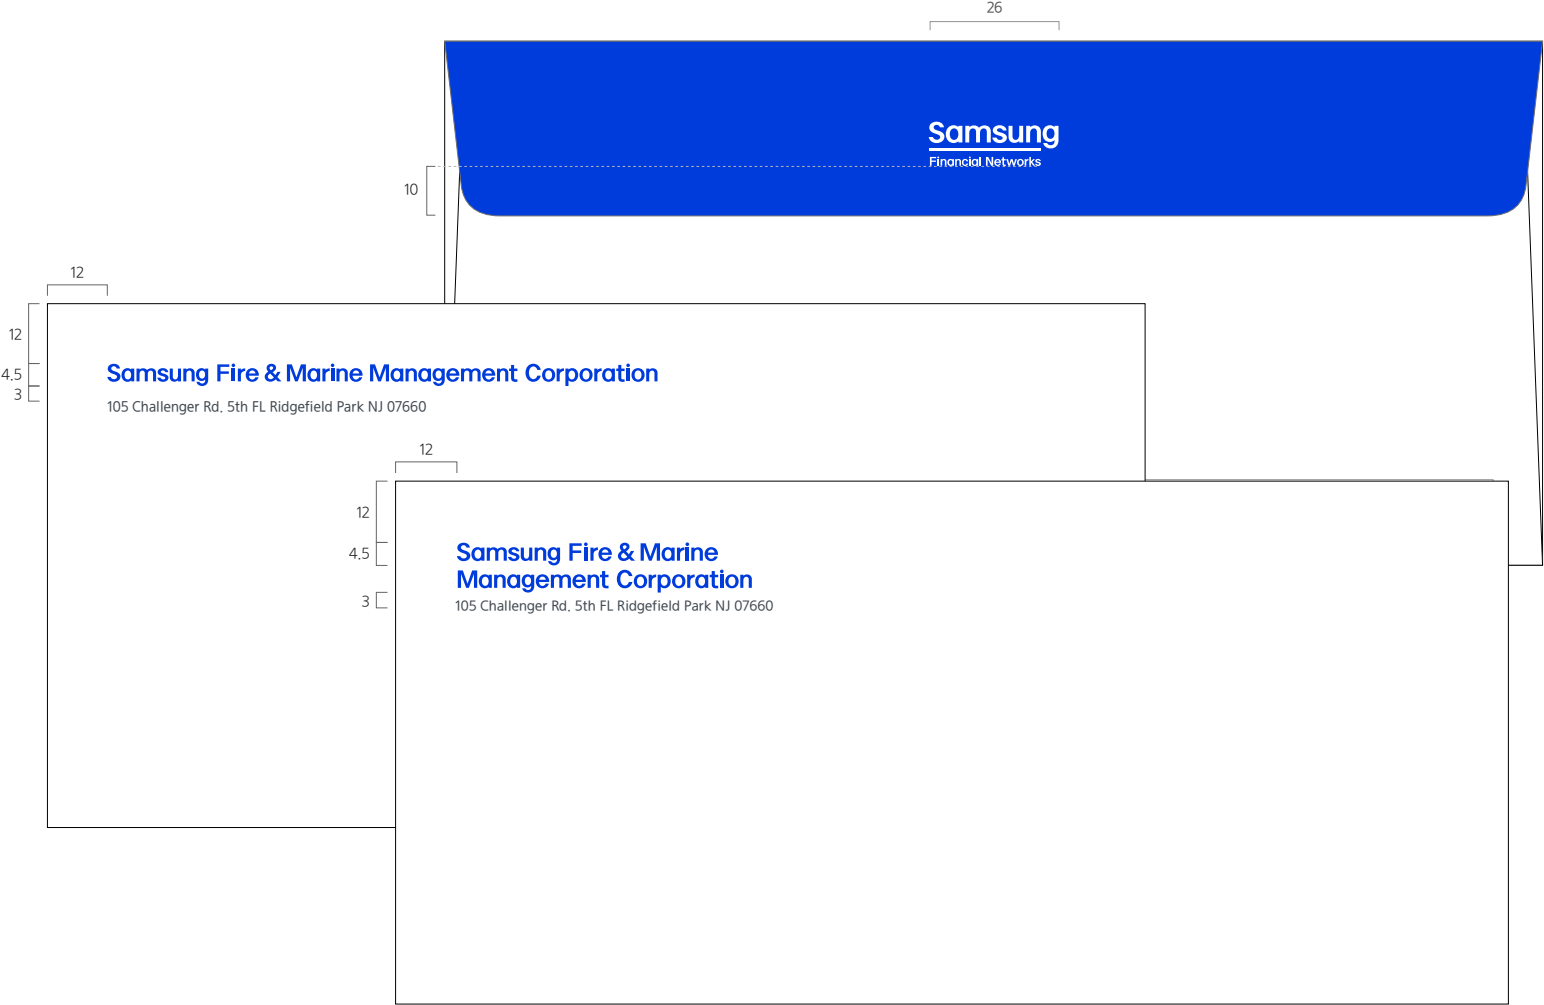 26
Samsung
Financial Networks
10
12
12
4.5
3
Samsung Fire & Marine Management Corporation
105 Challenger Rd. 5th FL Ridgefield Park NJ 07660
12
12
4.5
3
Samsung Fire & Marine
Management Corporation
105 Challenger Rd. 5th FL Ridgefield Park NJ 07660